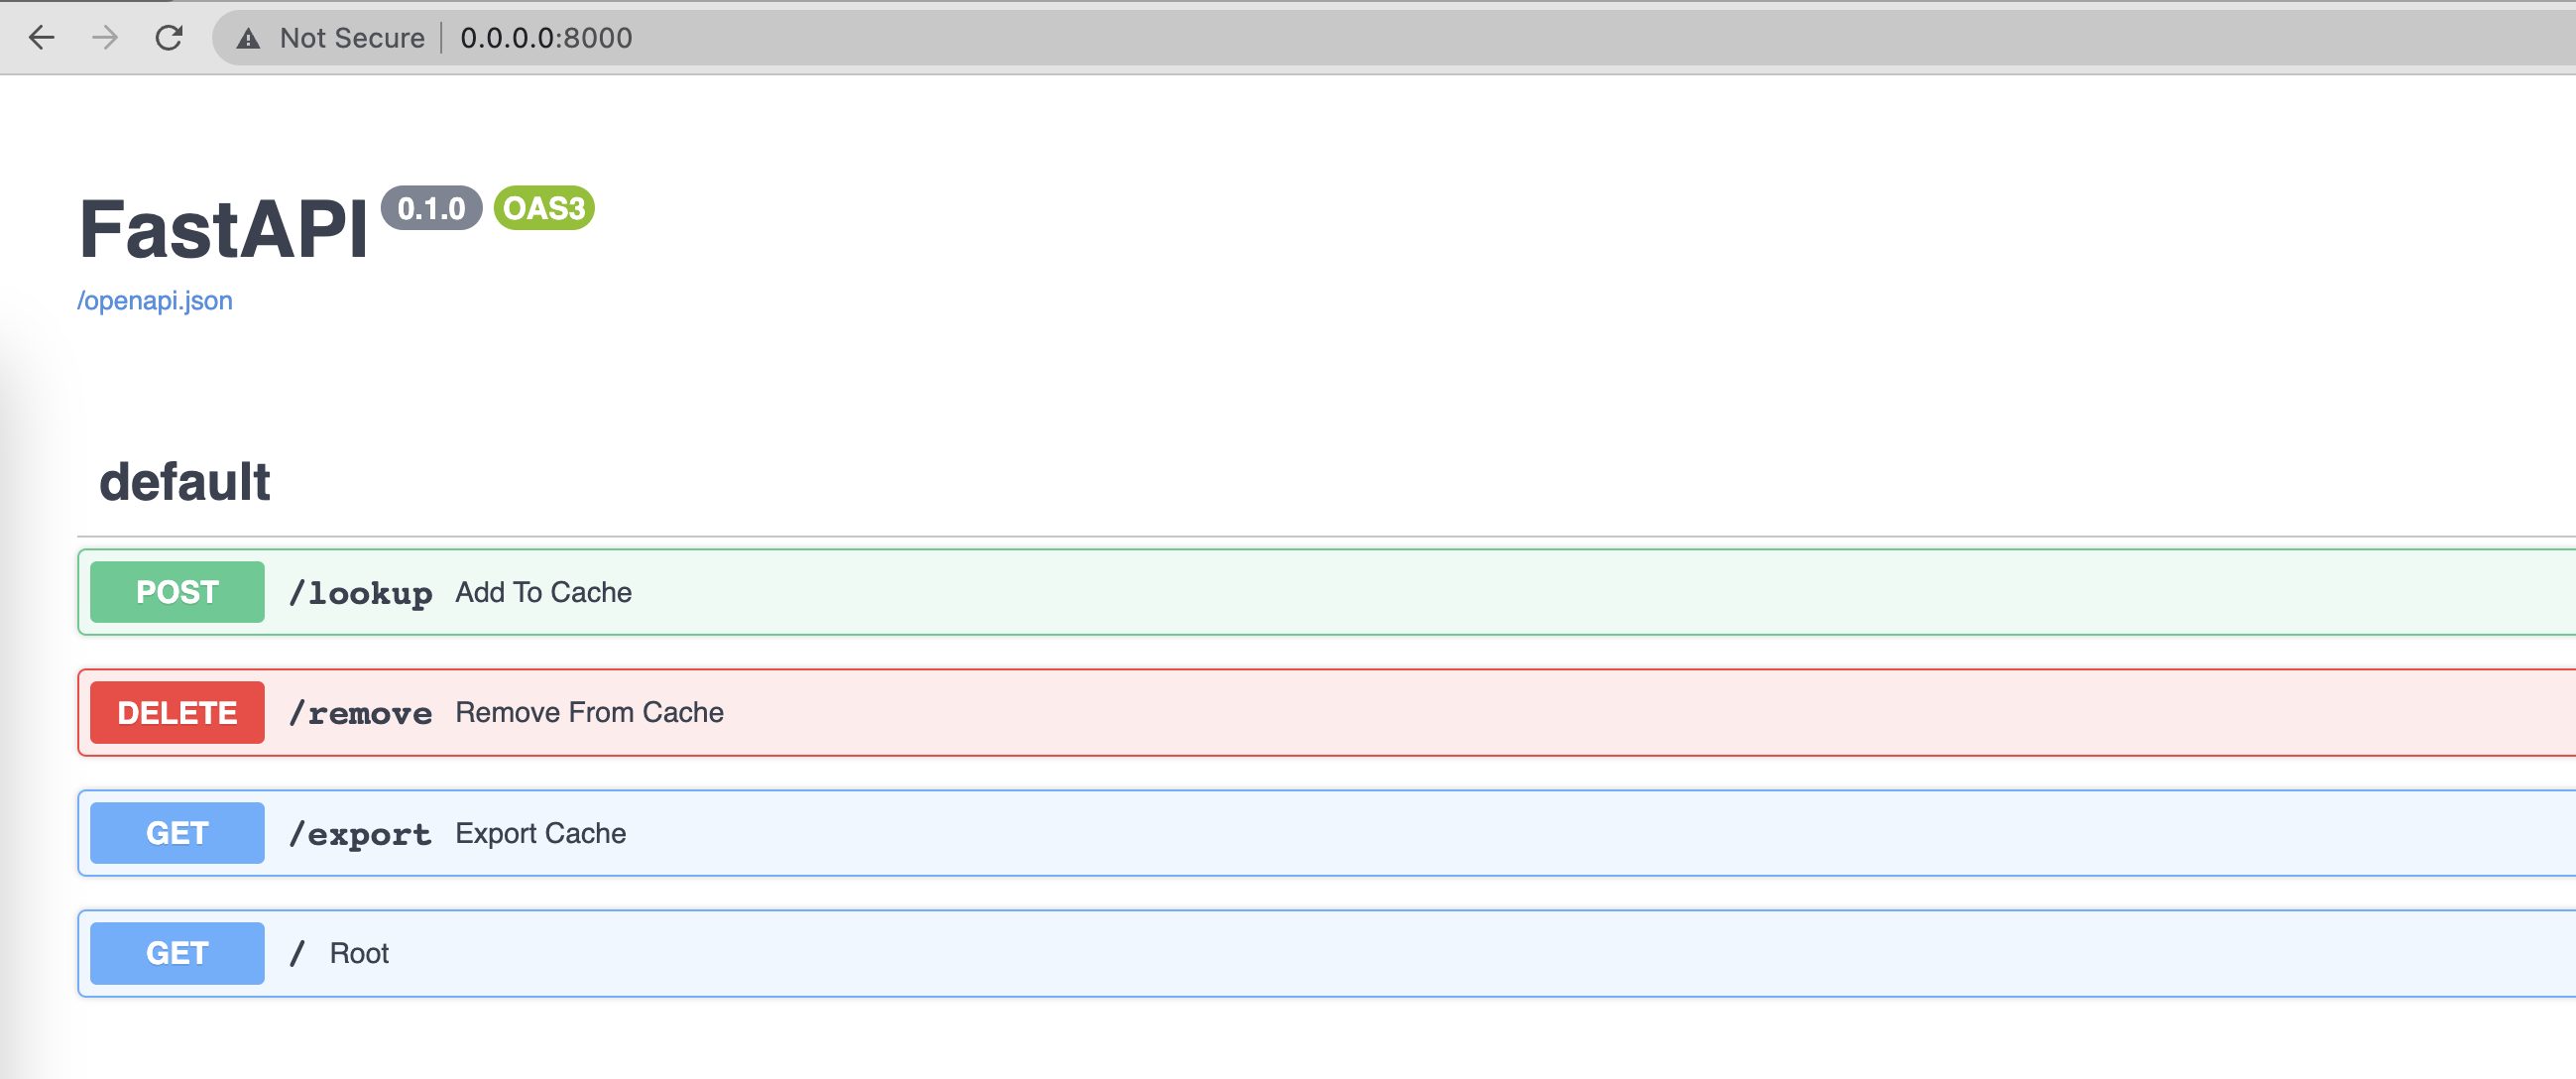 Not Secure 0.0.0.0:8000
FastAPI 0.1.0 OAS3
/openapi.json
default
POST /lookup Add To Cache
DELETE /remove Remove From Cache
GET /export Export Cache
GET / Root